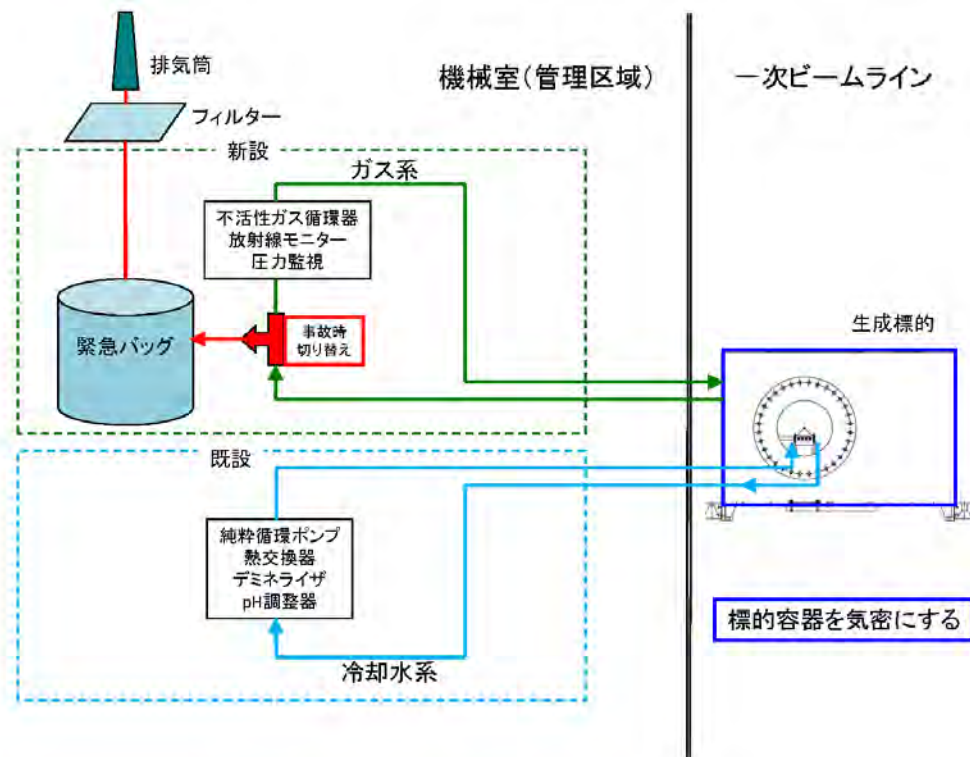 排気筒
機械室(管理区域)
一次ビームライン
フィルター
新設
ガス系
不活性ガス循環器
放射線モニター
圧力監視
事故時
切り替え
緊急バッグ
生成標的
既設
純粋循環ポンプ
熱交換器
デミネライザ
pH調整器
標的容器を気密にする
冷却水系